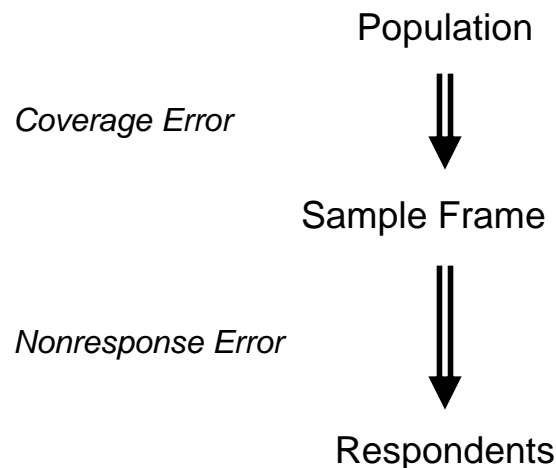 Population
Coverage Error
Sample Frame
Nonresponse Error
Respondents